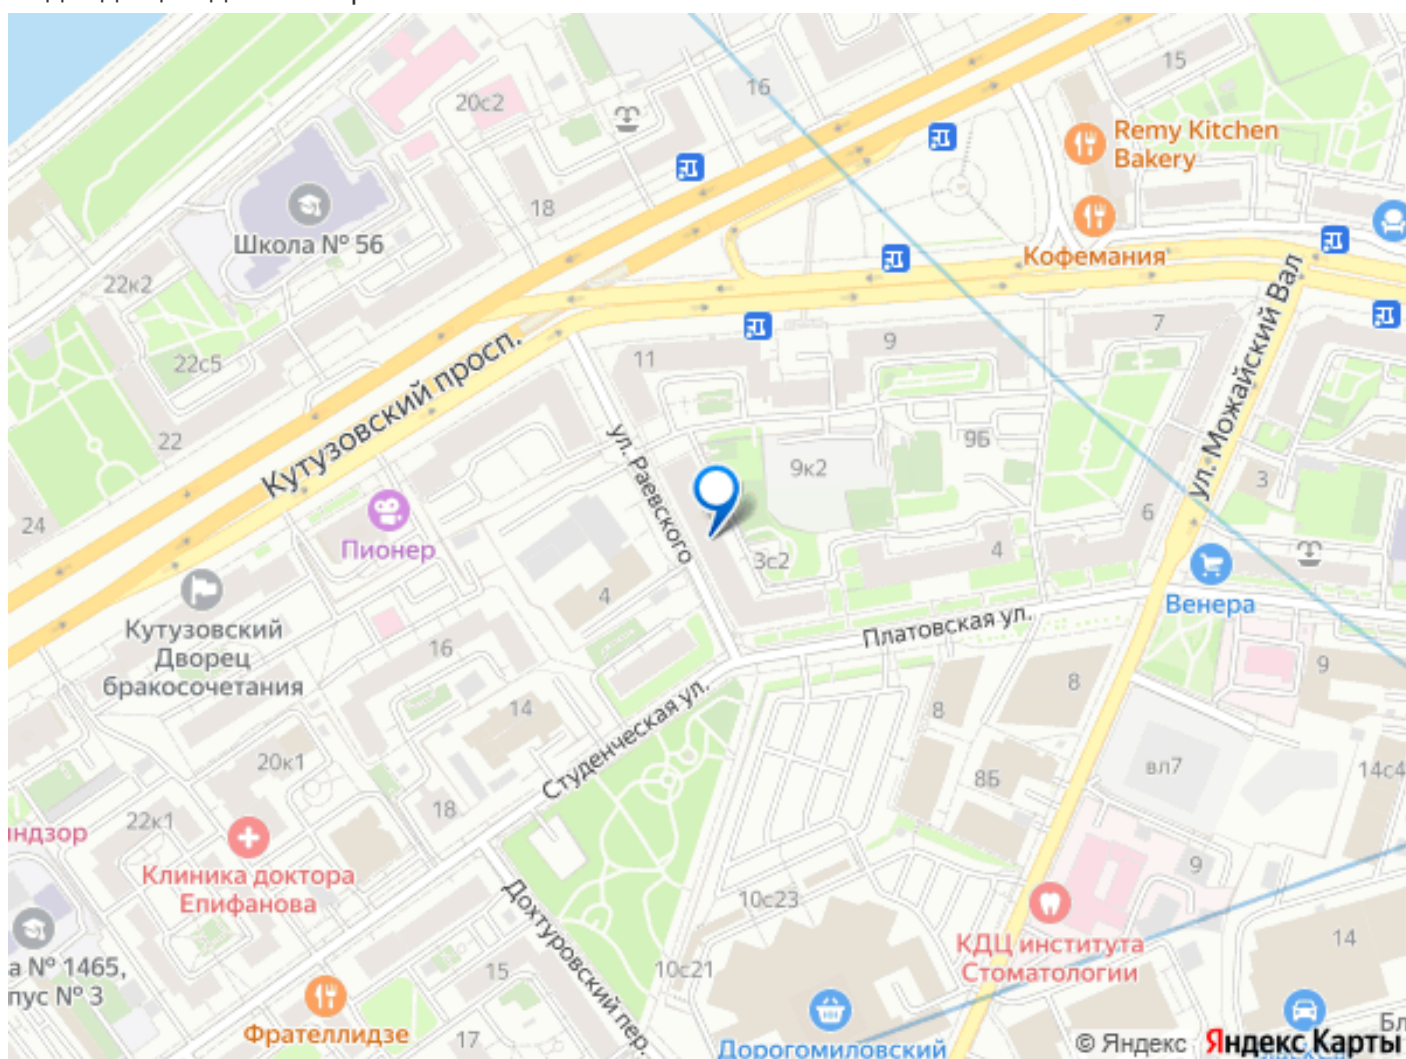 15
16
20с2
Remy Kitchen
Bakery
18
Школа № 56
Кофемания
22к2
22с5
Кутузовский просп.
11
9
7
ул. Можайский Вал
22
ул. Раевского
9к2
9Б
3
24
Пионер
6
3с2
4
4
Венера
Кутузовский
Дворец
бракосочетания
16
Платовская ул.
9
8
8
14
Студенческая ул.
20к1
8Б
вл7
14с4
индзор
22к1
18
Клиника доктора
Епифанова
9
10с23
Дохтуровский пер.
КДЦ института
Стоматологии
14
а № 1465,
пус № 3
15
10с21
Фрателлидзе
17
Дорогомиловский
Бл
© Яндекс
Яндекс Карты